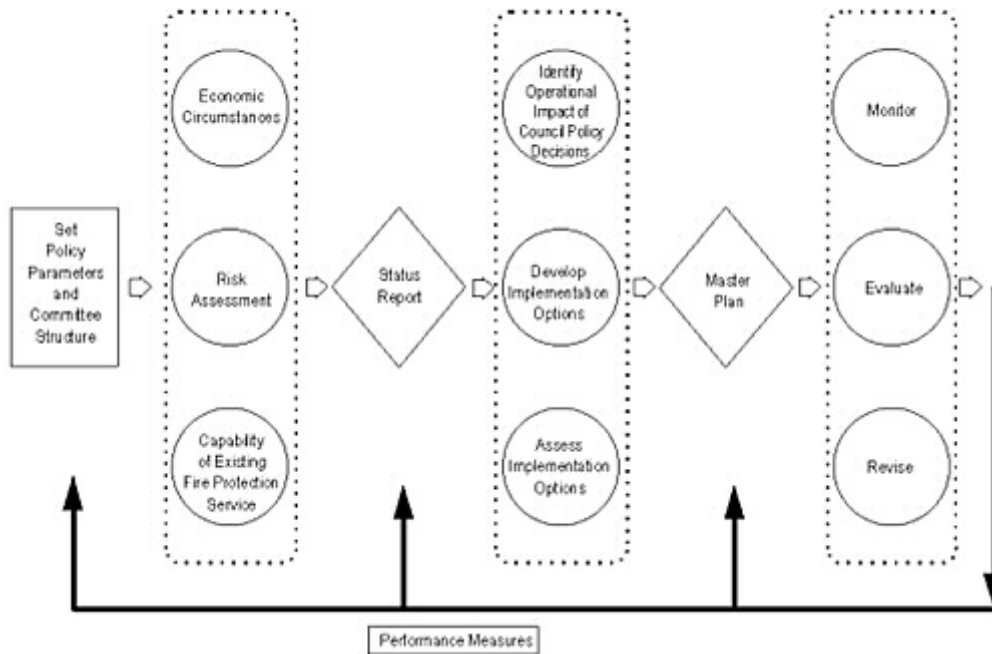 Set
Policy
Parameters
and
Committee
Structure
Economic
Circumstances
Risk
Assessment
Capability
of Existing
Fire Protection
Service
Status
Report
Identify
Operational
Impact of
Council Policy
Decisions
Develop
Implementation
Options
Assess
Implementation
Options
Master
Plan
Monitor
Evaluate
Revise
Performance Measures